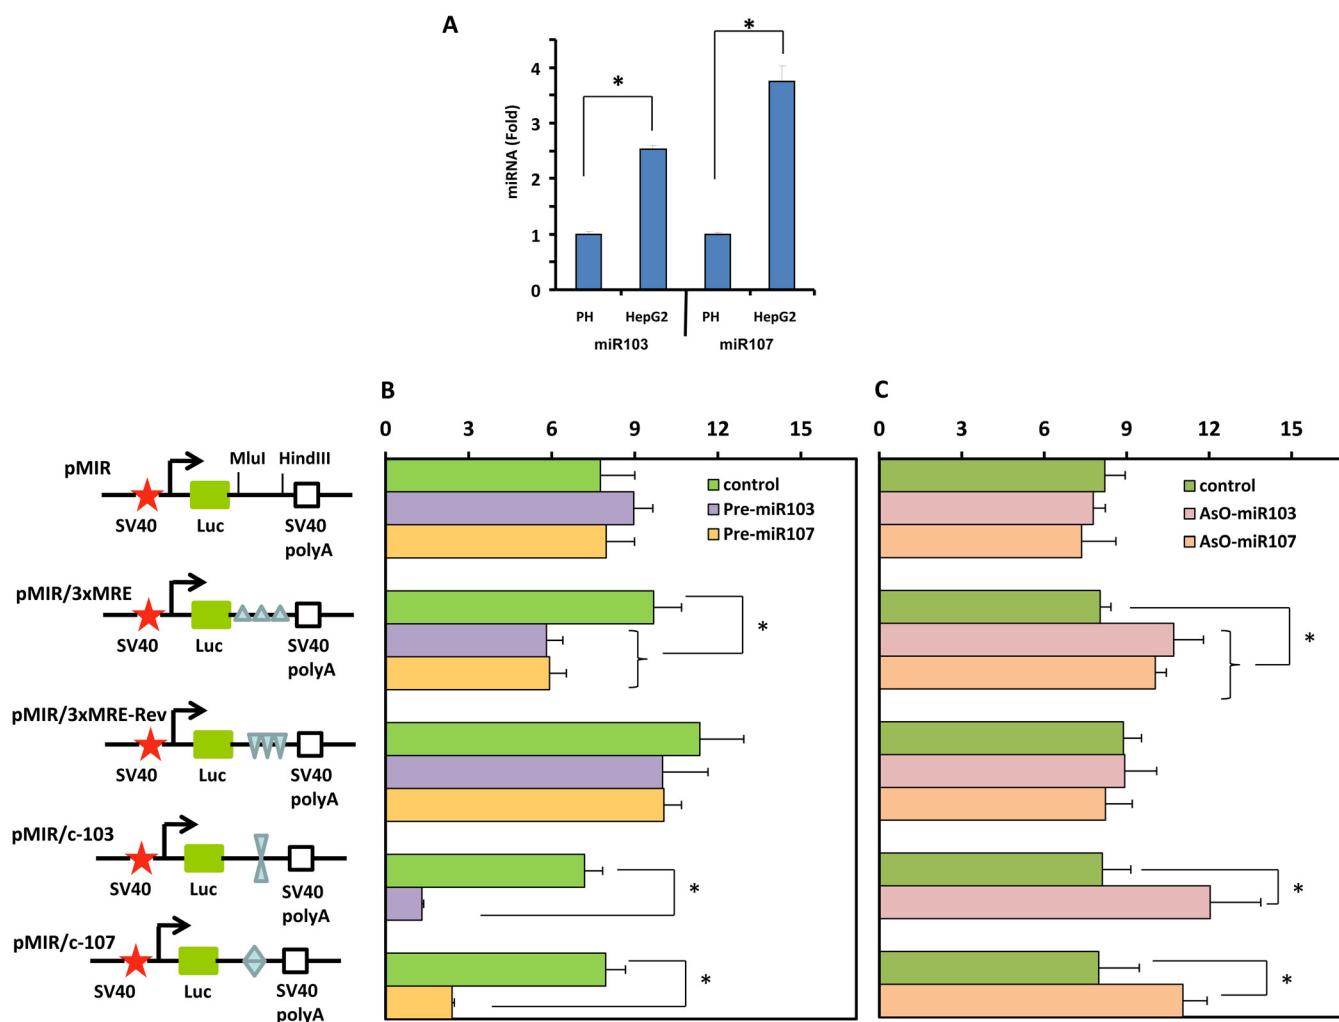 A
*
*
4
3
2
1
0
miRNA (Fold)
PH HepG2 PH HepG2
miR103 miR107
B
C
0 3 6 9 12 15
0 3 6 9 12 15
pMIR
MluI HindIII
SV40 Luc SV40
polyA
control
Pre-miR103
Pre-miR107
control
AsO-miR103
AsO-miR107
pMIR/3xMRE
SV40 Luc SV40
polyA
*
*
pMIR/3xMRE-Rev
SV40 Luc SV40
polyA
pMIR/c-103
SV40 Luc SV40
polyA
*
*
pMIR/c-107
SV40 Luc SV40
polyA
*
*